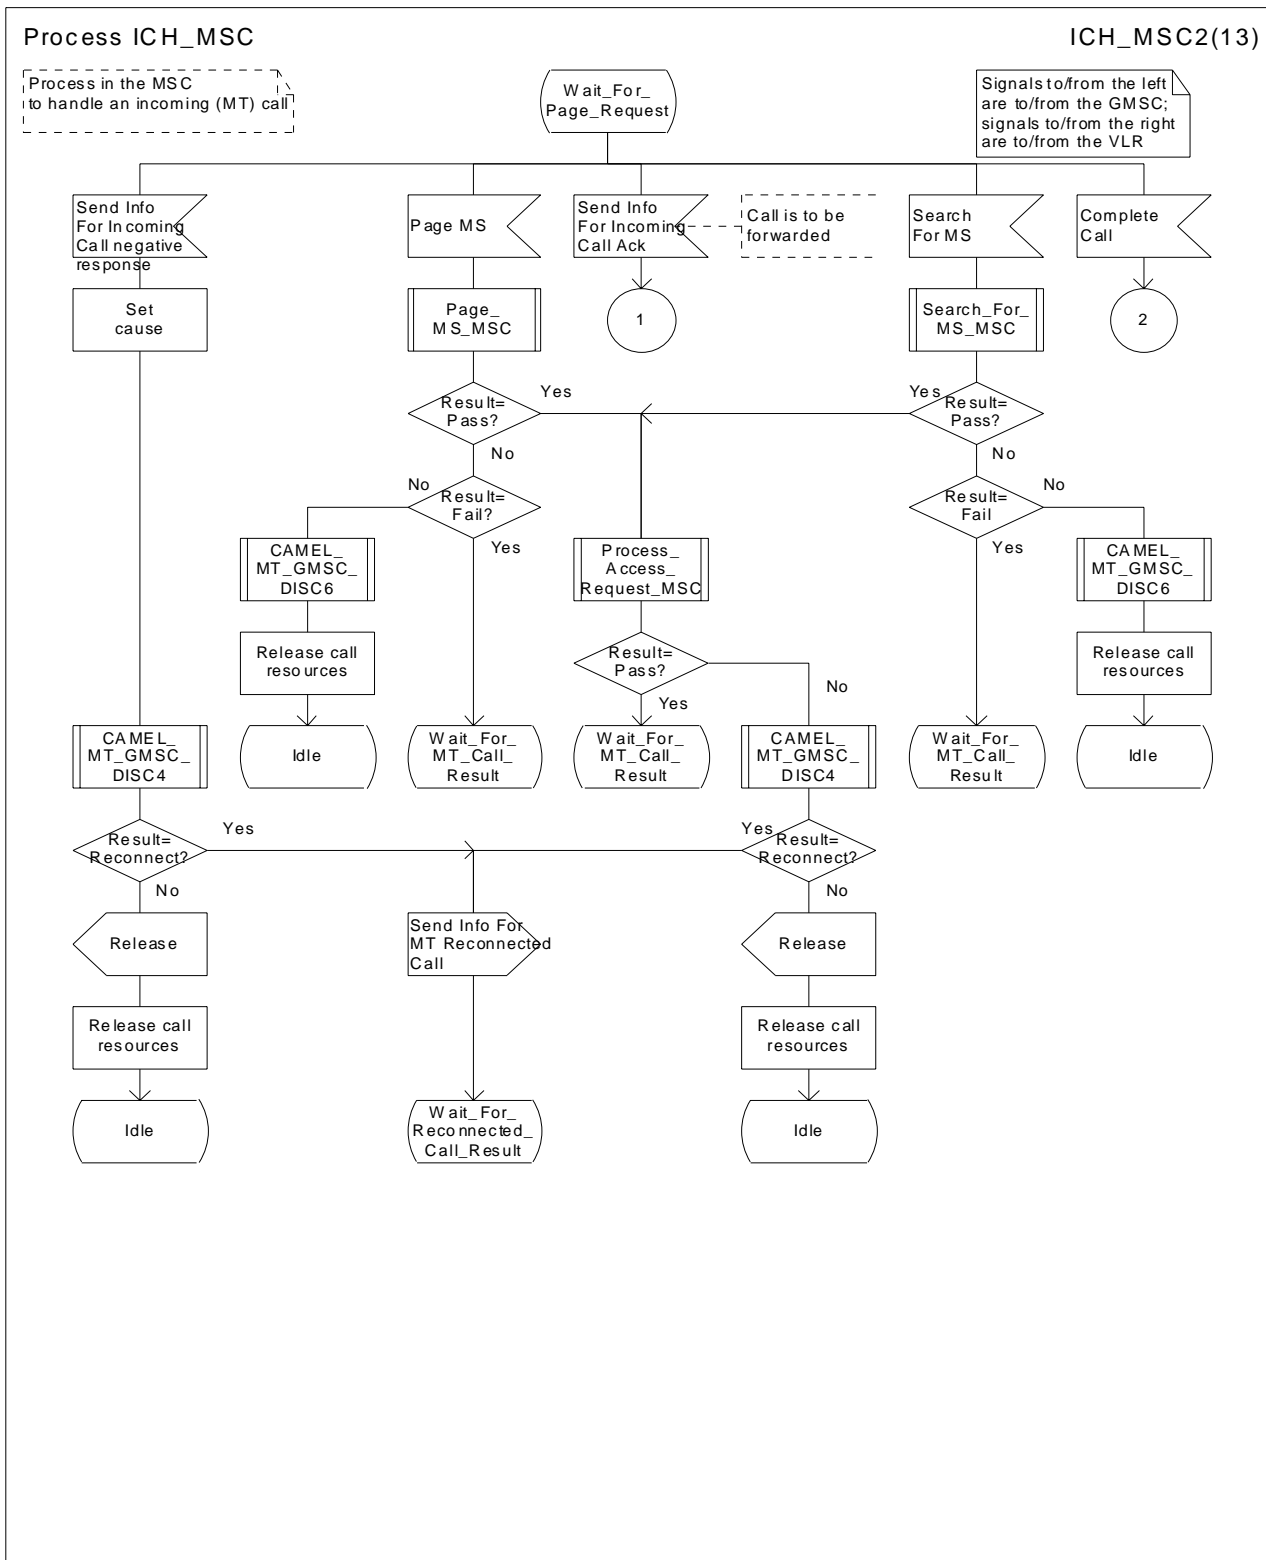 Process ICH_MSC
ICH_MSC2(13)
Process in the MSC
to handle an incoming (MT) call
Wait_For_
Page_Request
Signals to/from the left
are to/from the GMSC;
signals to/from the right
are to/from the VLR
Send Info
For Incoming
Call negative
response
Page MS
Send Info
For Incoming
Call Ack
Call is to be
forwarded
Search
For MS
Complete
Call
Set
cause
Page_
MS_MSC
1
Search_For_
MS_MSC
2
Result=
Pass?
Yes
No
Yes
Result=
Pass?
No
No
Result=
Fail?
Yes
Result=
Fail
No
Yes
CAMEL_
MT_GMSC_
DISC6
Process_
Access_
Request_MSC
CAMEL_
MT_GMSC_
DISC6
Release call
resources
Result=
Pass?
No
Yes
Release call
resources
CAMEL_
MT_GMSC_
DISC4
Idle
Wait_For_
MT_Call_
Result
Wait_For_
MT_Call_
Result
CAMEL_
MT_GMSC_
DISC4
Wait_For_
MT_Call_
Result
Idle
Result=
Reconnect?
Yes
No
Yes
Result=
Reconnect?
No
Release
Send Info For
MT Reconnected
Call
Release
Release call
resources
Release call
resources
Idle
Wait_For_
Reconnected_
Call_Result
Idle